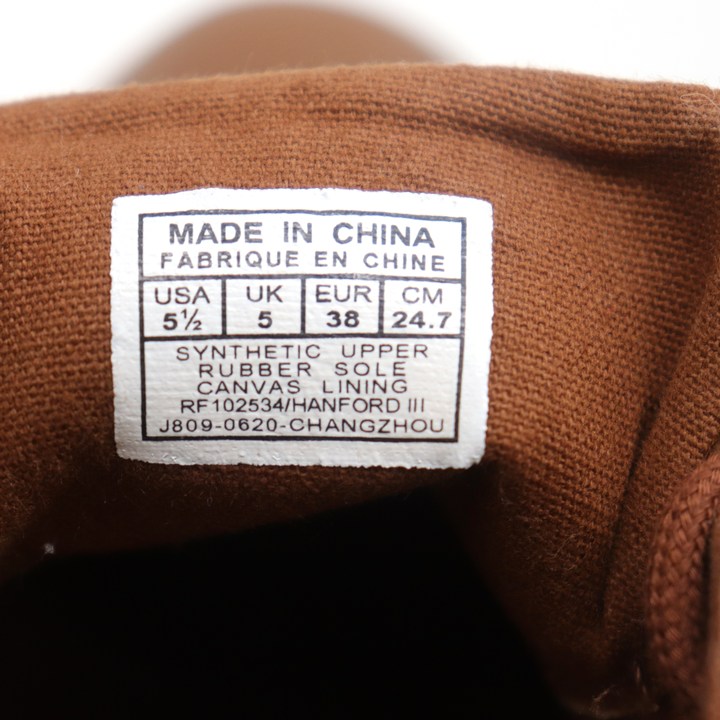 MADE IN CHINA
FABRIQUE EN CHINE
USA UK EUR CM
5½ 5 38 24.7
SYNTHETIC UPPER
RUBBER SOLE
CANVAS LINING
RF102534/HANFORD III
J809-0620-CHANGZHOU